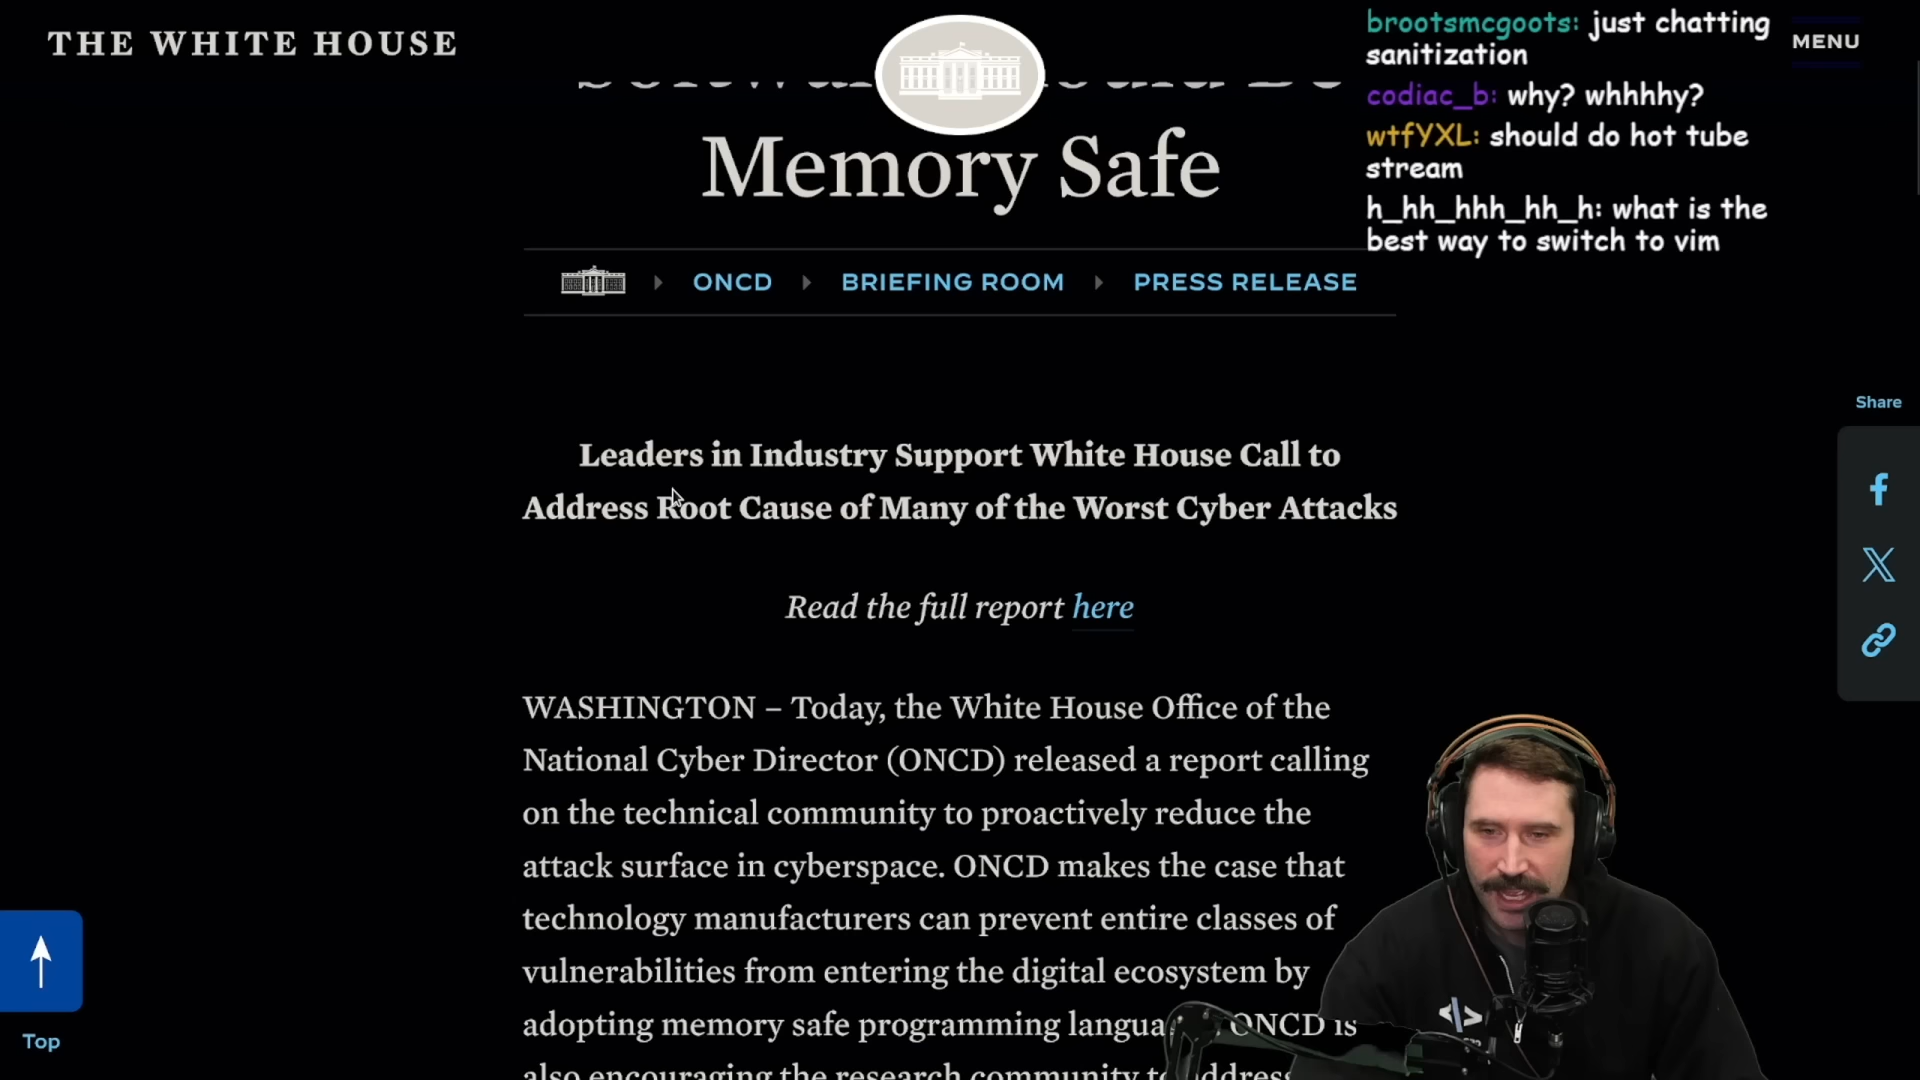 THE WHITE HOUSE
MENU
Memory Safe
brootsmcgoots: just chatting
sanitization
codiac_b: why? whhhhy?
wtfYXL: should do hot tube
stream
h_hh_hhh_hh_h: what is the
best way to switch to vim
ONCD
BRIEFING ROOM
PRESS RELEASE
Share
Leaders in Industry Support White House Call to
Address Root Cause of Many of the Worst Cyber Attacks
Read the full report here
WASHINGTON – Today, the White House Office of the
National Cyber Director (ONCD) released a report calling
on the technical community to proactively reduce the
attack surface in cyberspace. ONCD makes the case that
technology manufacturers can prevent entire classes of
vulnerabilities from entering the digital ecosystem by
adopting memory safe programming ONCD is
also encouraging the research community
Top